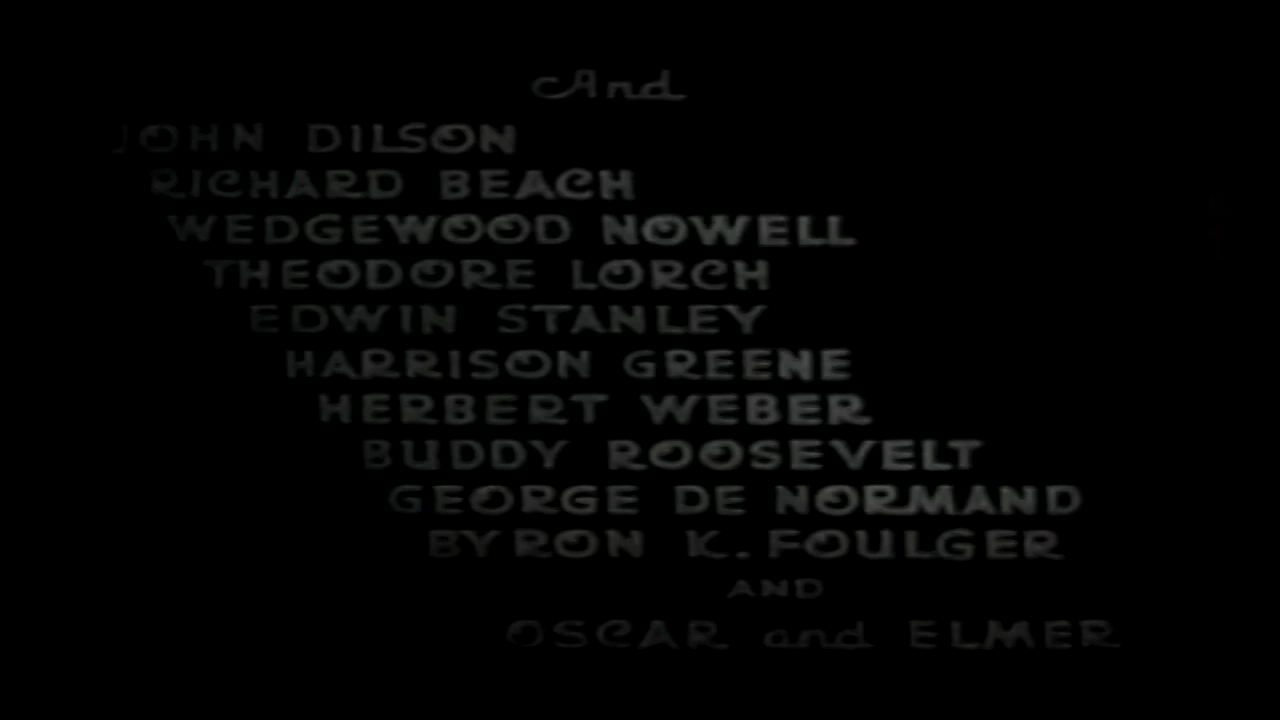 And
JOHN DILSON
RICHARD BEACH
WEDGEWOOD NOWELL
THEODORE LORCH
EDWIN STANLEY
HARRISON GREENE
HERBERT WEBER
BUDDY ROOSEVELT
GEORGE DE NORMAND
BYRON K. FOULGER
AND
OSCAR and ELMER